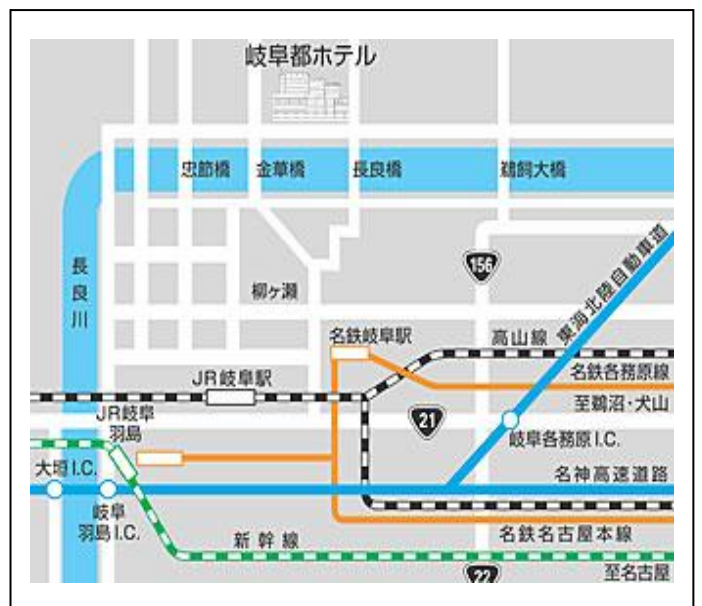 岐阜都ホテル
忠節橋
金華橋
長良橋
鵜飼大橋
長良川
156
東海北陸自動車道
柳ヶ瀬
名鉄岐阜駅
高山線
JR岐阜駅
名鉄各務原線
至鵜沼・犬山
JR岐阜
羽島
21
岐阜各務原I.C.
大垣I.C.
名神高速道路
岐阜
羽島I.C.
新幹線
名鉄名古屋本線
22
至名古屋